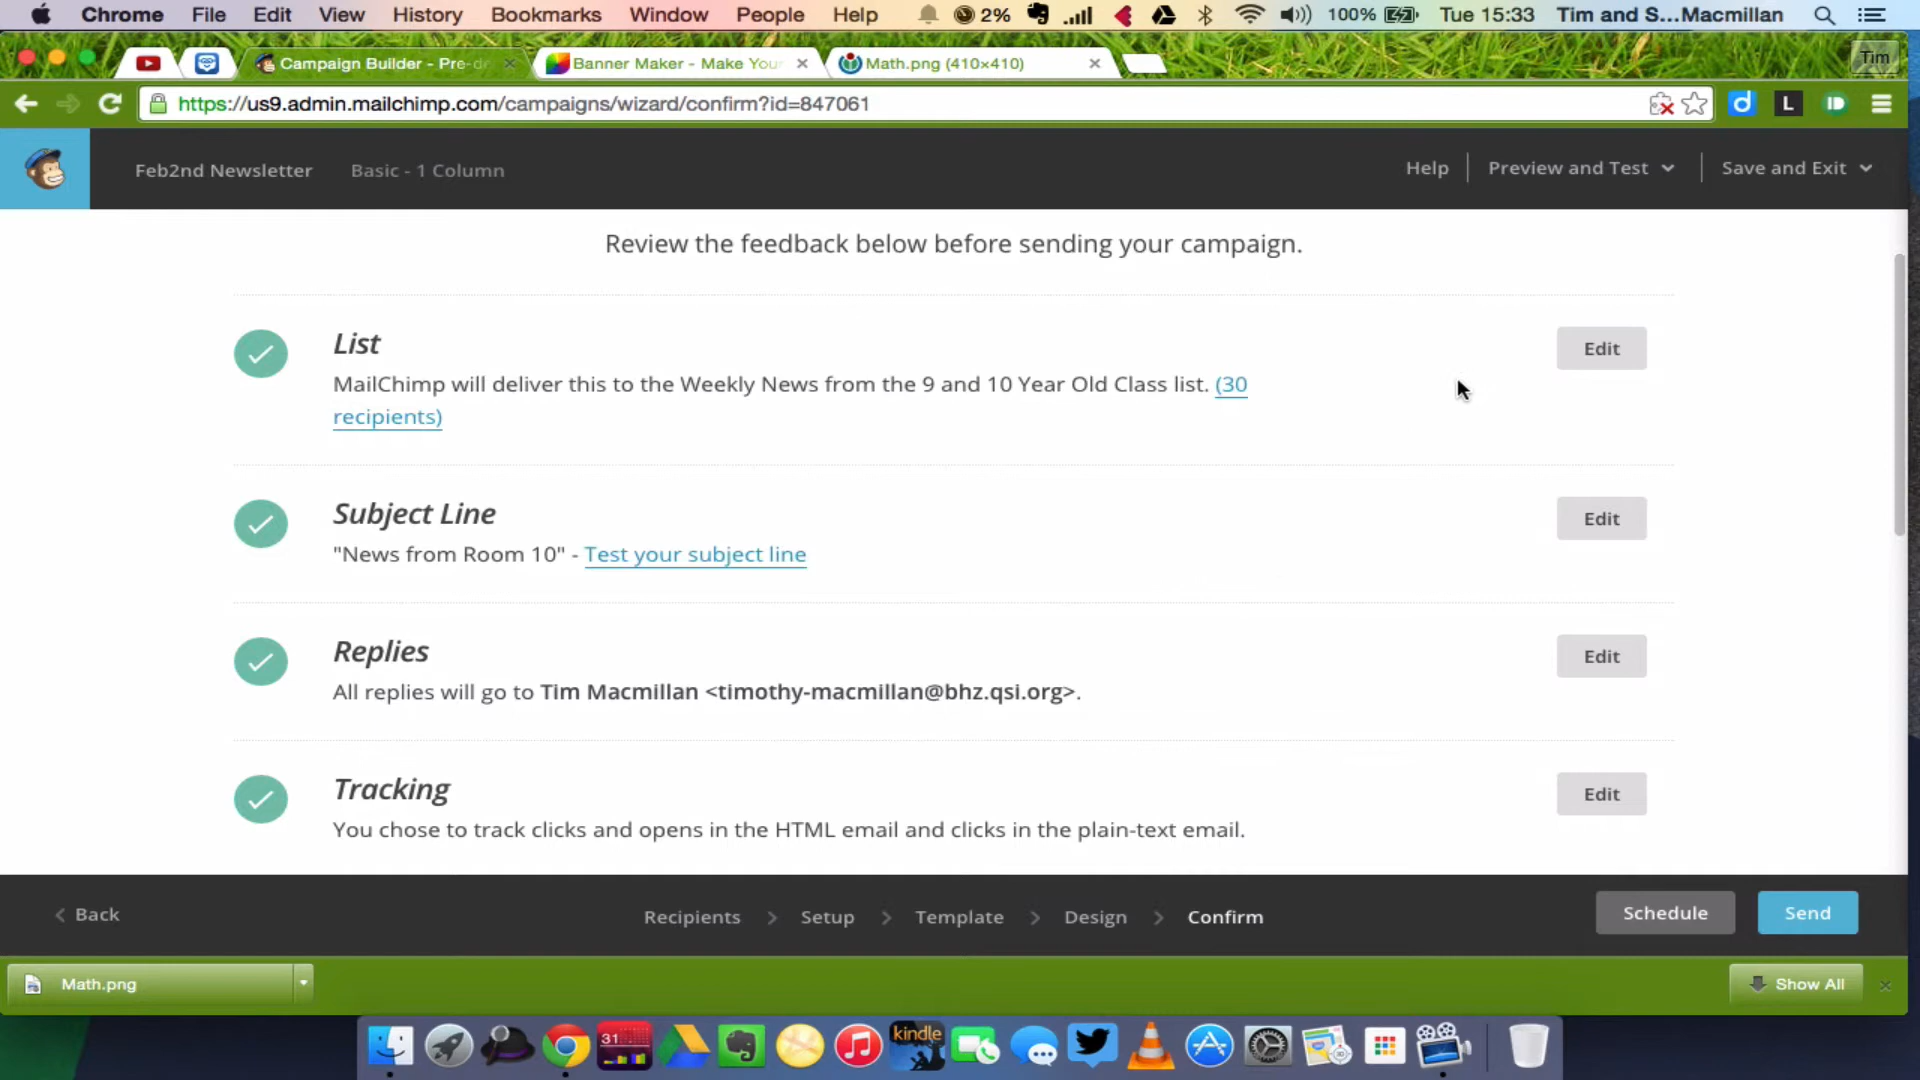 Chrome File Edit View History Bookmarks Window People Help 2% 100% Tue 15:33 Tim and S...Macmillan
Campaign Builder - Pre-de
Banner Maker - Make Your
Math.png (410×410)
Tim
https://us9.admin.mailchimp.com/campaigns/wizard/confirm?id=847061
d L
Feb2nd Newsletter Basic - 1 Column Help Preview and Test Save and Exit
Review the feedback below before sending your campaign.
List
Edit
MailChimp will deliver this to the Weekly News from the 9 and 10 Year Old Class list. (30
recipients)
Subject Line
Edit
"News from Room 10" - Test your subject line
Replies
Edit
All replies will go to Tim Macmillan <timothy-macmillan@bhz.qsi.org>.
Tracking
Edit
You chose to track clicks and opens in the HTML email and clicks in the plain-text email.
< Back Recipients > Setup > Template > Design > Confirm Schedule Send
Math.png Show All
31
kindle